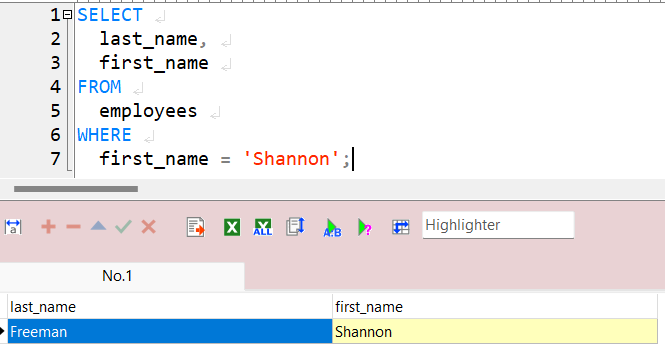 1 SELECT
2 last_name,
3 first_name
4 FROM
5 employees
6 WHERE
7 first_name = 'Shannon';
a ALL A:B ? Highlighter
No.1
last_name first_name
Freeman Shannon